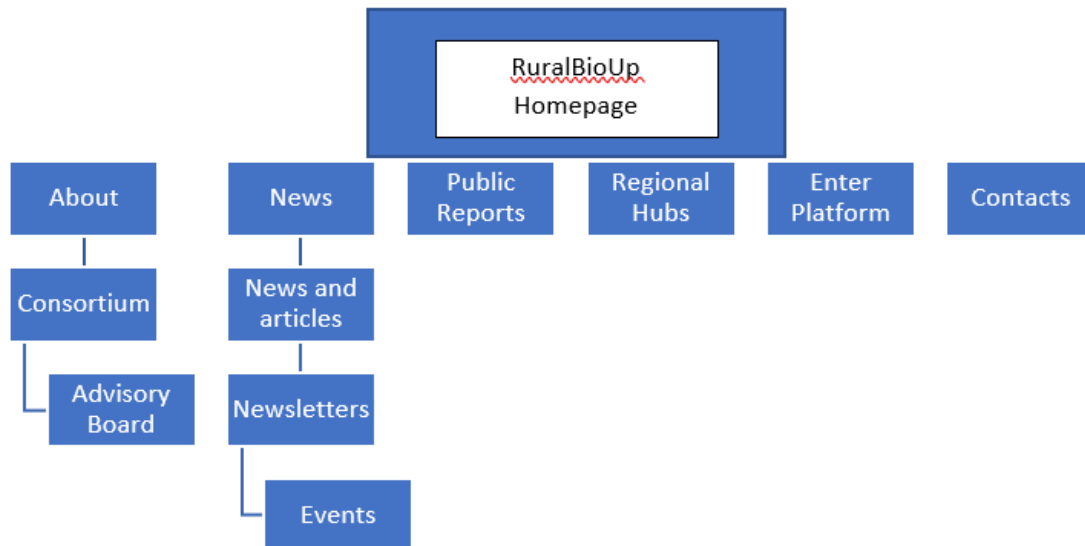 RuralBioUp
Homepage
About
News
Public
Reports
Regional
Hubs
Enter
Platform
Contacts
Consortium
News and
articles
Advisory
Board
Newsletters
Events